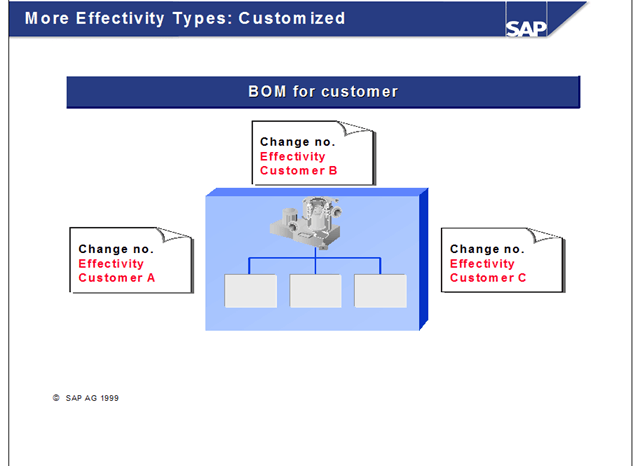 More Effectivity Types: Customized
SAP
BOM for customer
Change no.
Effectivity
Customer B
Change no.
Effectivity
Customer A
Change no.
Effectivity
Customer C
© SAP AG 1999